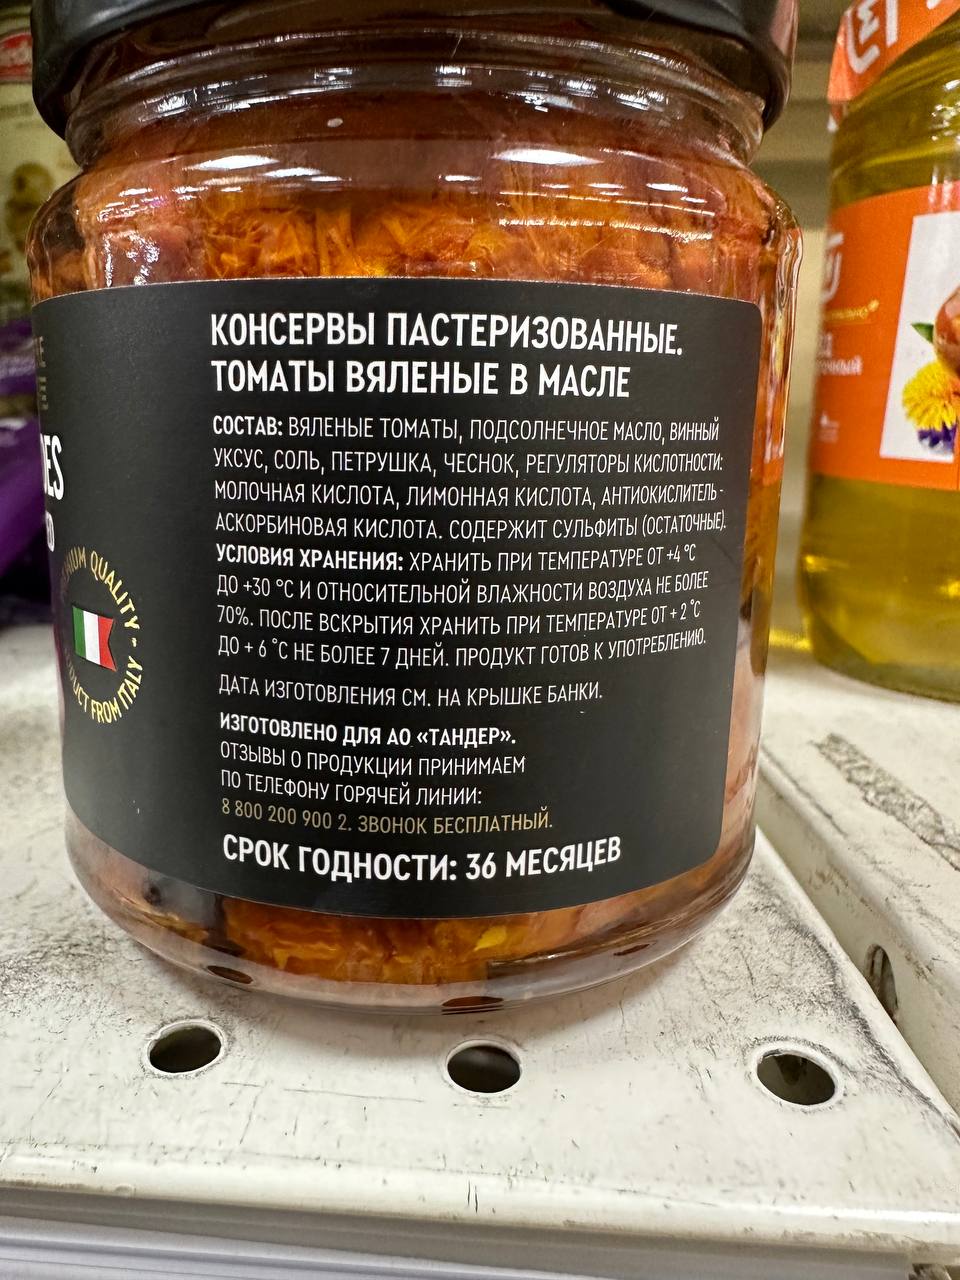 КОНСЕРВЫ ПАСТЕРИЗОВАННЫЕ.
ТОМАТЫ ВЯЛЕНЫЕ В МАСЛЕ
СОСТАВ: ВЯЛЕНЫЕ ТОМАТЫ, ПОДСОЛНЕЧНОЕ МАСЛО, ВИННЫЙ
УКСУС, СОЛЬ, ПЕТРУШКА, ЧЕСНОК, РЕГУЛЯТОРЫ КИСЛОТНОСТИ:
МОЛОЧНАЯ КИСЛОТА, ЛИМОННАЯ КИСЛОТА, АНТИОКИСЛИТЕЛЬ -
АСКОРБИНОВАЯ КИСЛОТА. СОДЕРЖИТ СУЛЬФИТЫ (ОСТАТОЧНЫЕ).
УСЛОВИЯ ХРАНЕНИЯ: ХРАНИТЬ ПРИ ТЕМПЕРАТУРЕ ОТ +4 °С
ДО +30 °С И ОТНОСИТЕЛЬНОЙ ВЛАЖНОСТИ ВОЗДУХА НЕ БОЛЕЕ
70%. ПОСЛЕ ВСКРЫТИЯ ХРАНИТЬ ПРИ ТЕМПЕРАТУРЕ ОТ + 2 °С
ДО + 6 °С НЕ БОЛЕЕ 7 ДНЕЙ. ПРОДУКТ ГОТОВ К УПОТРЕБЛЕНИЮ.
ДАТА ИЗГОТОВЛЕНИЯ СМ. НА КРЫШКЕ БАНКИ.
ИЗГОТОВЛЕНО ДЛЯ АО «ТАНДЕР».
ОТЗЫВЫ О ПРОДУКЦИИ ПРИНИМАЕМ
ПО ТЕЛЕФОНУ ГОРЯЧЕЙ ЛИНИИ:
8 800 200 900 2. ЗВОНОК БЕСПЛАТНЫЙ.
СРОК ГОДНОСТИ: 36 МЕСЯЦЕВ
QUALITY
FROM ITALY